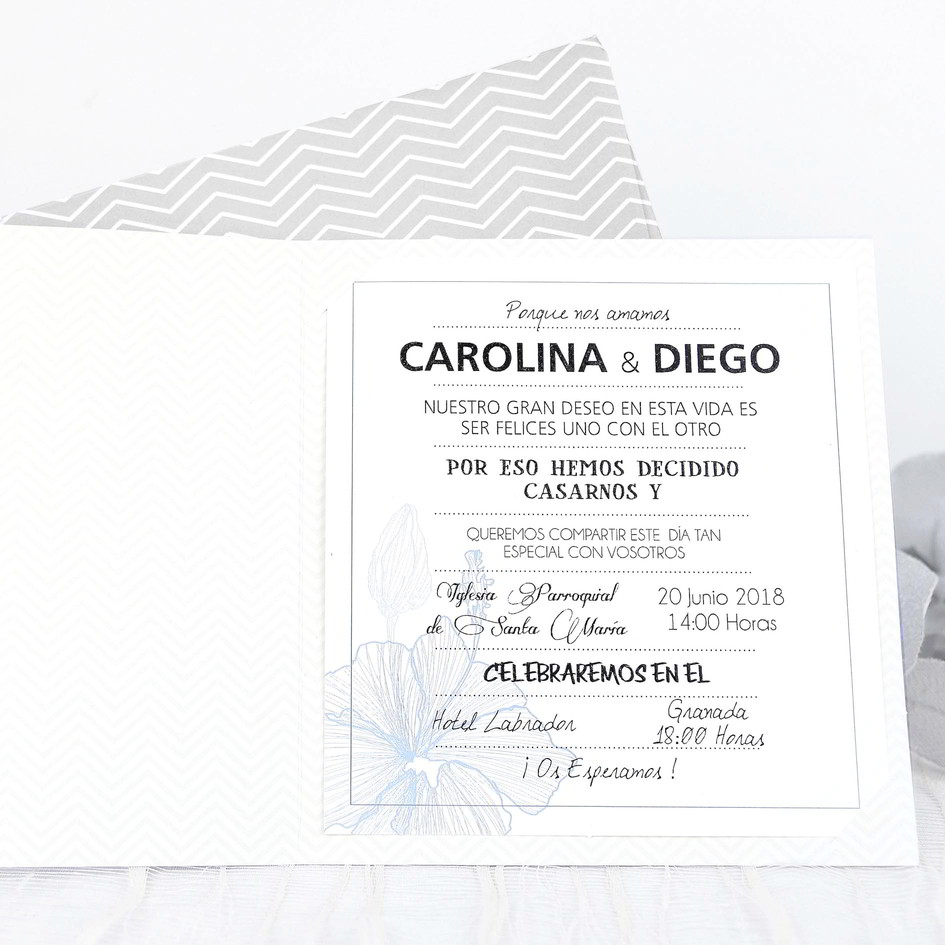 Porque nos amamos
CAROLINA & DIEGO
NUESTRO GRAN DESEO EN ESTA VIDA ES
SER FELICES UNO CON EL OTRO
POR ESO HEMOS DECIDIDO
CASARNOS Y
QUEREMOS COMPARTIR ESTE DÍA TAN
ESPECIAL CON VOSOTROS
Yglesia Parroquial
de Santa María
20 Junio 2018
14:00 Horas
CELEBRAREMOS EN EL
Hotel Labrador
Granada
18:00 Horas
¡ Os Esperamos !